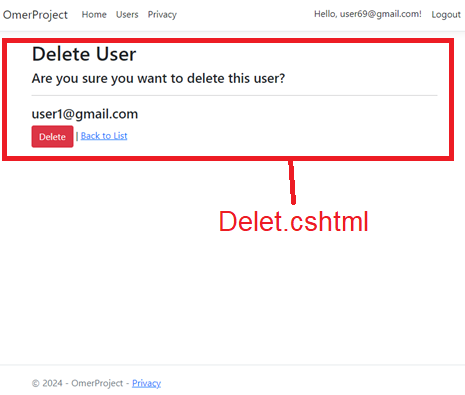 OmerProject Home Users Privacy Hello, user69@gmail.com! Logout
Delete User
Are you sure you want to delete this user?
user1@gmail.com
Delete | Back to List
Delet.cshtml
© 2024 - OmerProject - Privacy